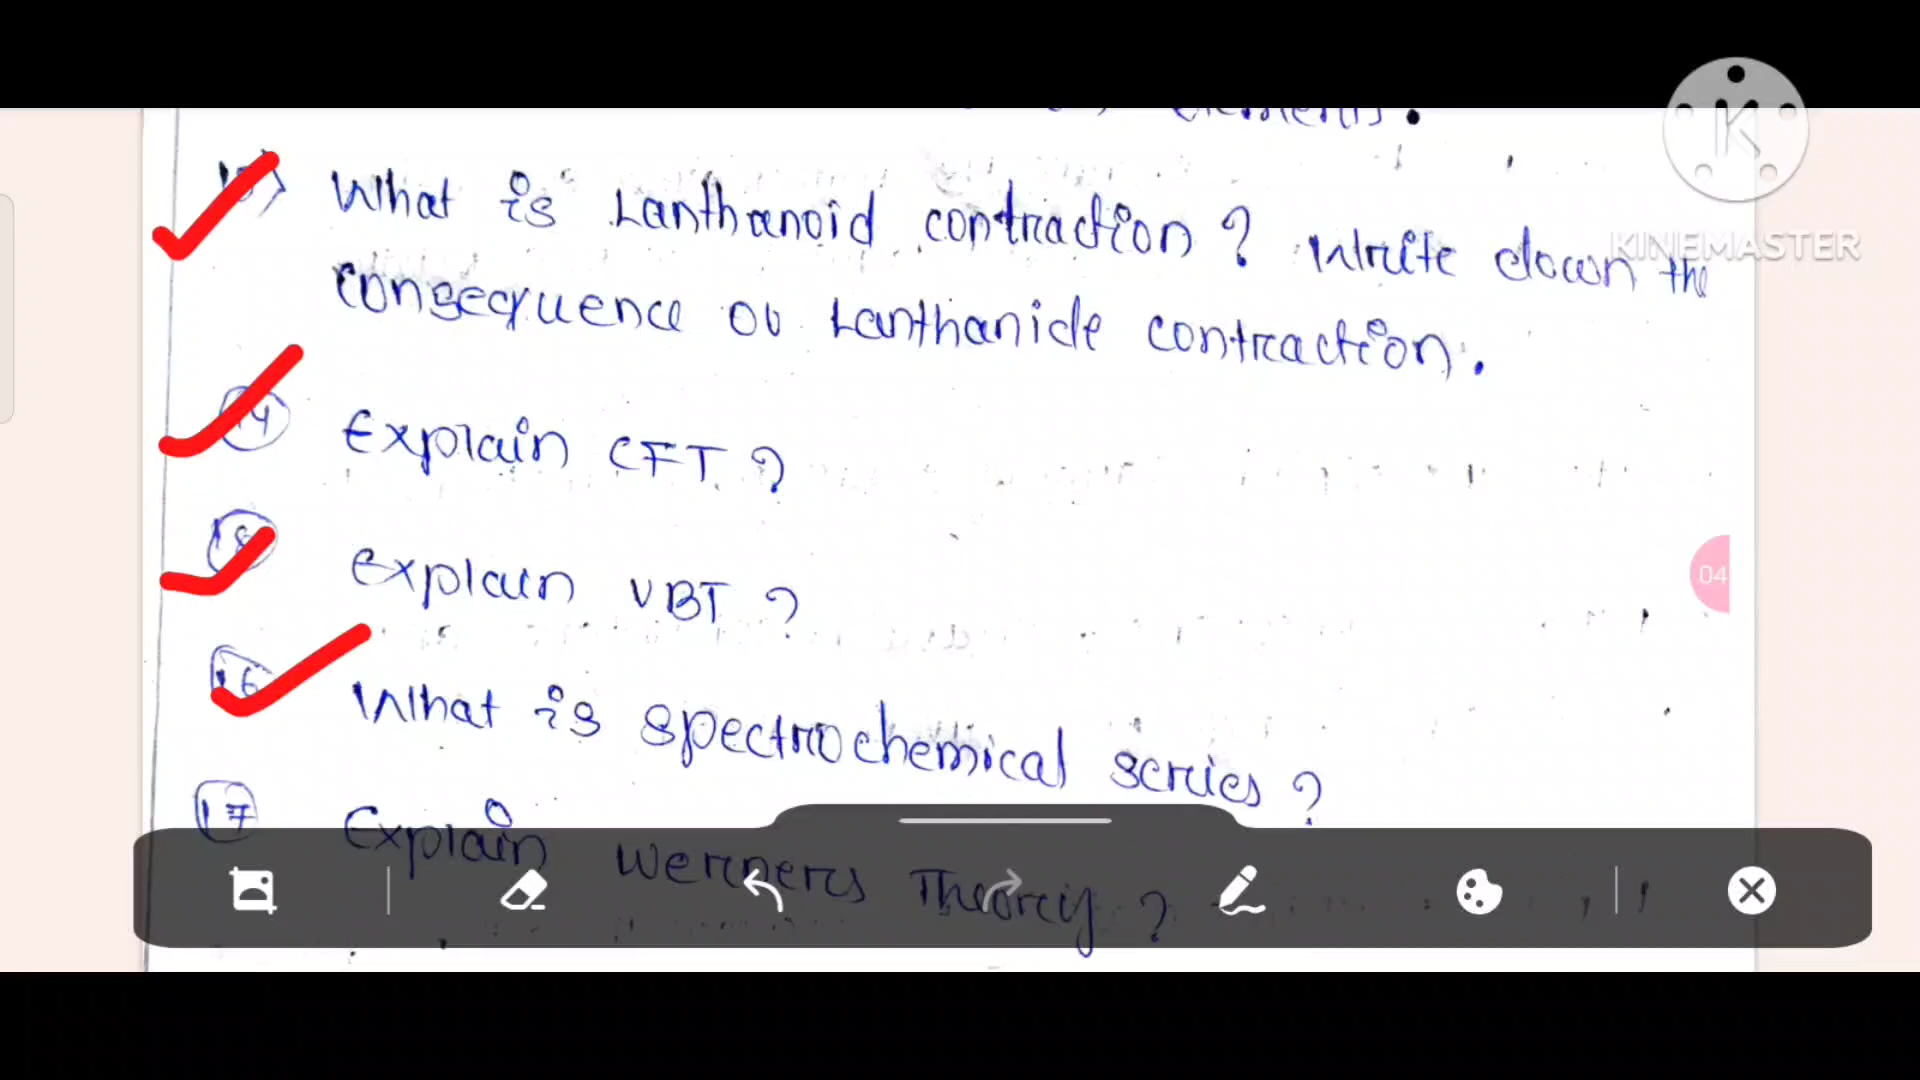 elements.
What is Lanthanoid contraction? Write down the
consequence of Lanthanide contraction.
14 Explain CFT?
explain VBT?
16 What is spectrochemical series?
17 Explain Werners Theory?
KINEMASTER
04